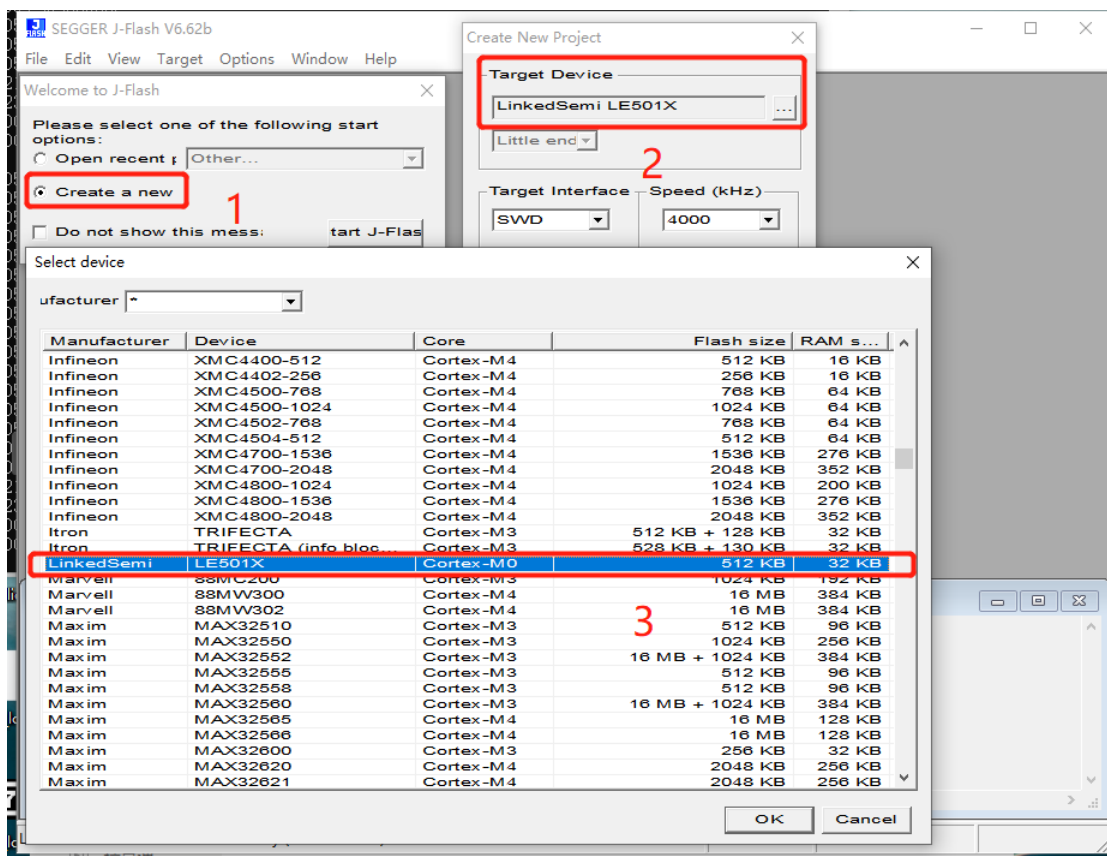 SEGGER J-Flash V6.62b
File Edit View Target Options Window Help
Welcome to J-Flash
Please select one of the following start
options:
Open recent Other...
Create a new
1
Do not show this tart J-Flas
Create New Project
Target Device
LinkedSemi LE501X ...
Little end
2
Target Interface Speed (kHz)
SWD 4000
Select device
ufacturer *
Manufacturer Device Core Flash size RAM s...
Infineon XMC4400-512 Cortex-M4 512 KB 16 KB
Infineon XMC4402-256 Cortex-M4 256 KB 16 KB
Infineon XMC4500-768 Cortex-M4 768 KB 64 KB
Infineon XMC4500-1024 Cortex-M4 1024 KB 64 KB
Infineon XMC4502-768 Cortex-M4 768 KB 64 KB
Infineon XMC4504-512 Cortex-M4 512 KB 64 KB
Infineon XMC4700-1536 Cortex-M4 1536 KB 276 KB
Infineon XMC4700-2048 Cortex-M4 2048 KB 352 KB
Infineon XMC4800-1024 Cortex-M4 1024 KB 200 KB
Infineon XMC4800-1536 Cortex-M4 1536 KB 276 KB
Infineon XMC4800-2048 Cortex-M4 2048 KB 352 KB
Itron TRIFECTA Cortex-M3 512 KB + 128 KB 32 KB
Itron TRIFECTA (info bloc... Cortex-M3 528 KB + 130 KB 32 KB
LinkedSemi LE501X Cortex-M0 512 KB 32 KB
Marvell 88MC200 Cortex-M3 1024 KB 192 KB
Marvell 88MW300 Cortex-M4 16 MB 384 KB
Marvell 88MW302 Cortex-M4 16 MB 384 KB
Maxim MAX32510 Cortex-M3 512 KB 96 KB
Maxim MAX32550 Cortex-M3 1024 KB 256 KB
Maxim MAX32552 Cortex-M3 16 MB + 1024 KB 384 KB
Maxim MAX32555 Cortex-M3 512 KB 96 KB
Maxim MAX32558 Cortex-M3 512 KB 96 KB
Maxim MAX32560 Cortex-M3 16 MB + 1024 KB 384 KB
Maxim MAX32565 Cortex-M4 16 MB 128 KB
Maxim MAX32566 Cortex-M4 16 MB 128 KB
Maxim MAX32600 Cortex-M3 256 KB 32 KB
Maxim MAX32620 Cortex-M4 2048 KB 256 KB
Maxim MAX32621 Cortex-M4 2048 KB 256 KB
3
OK Cancel